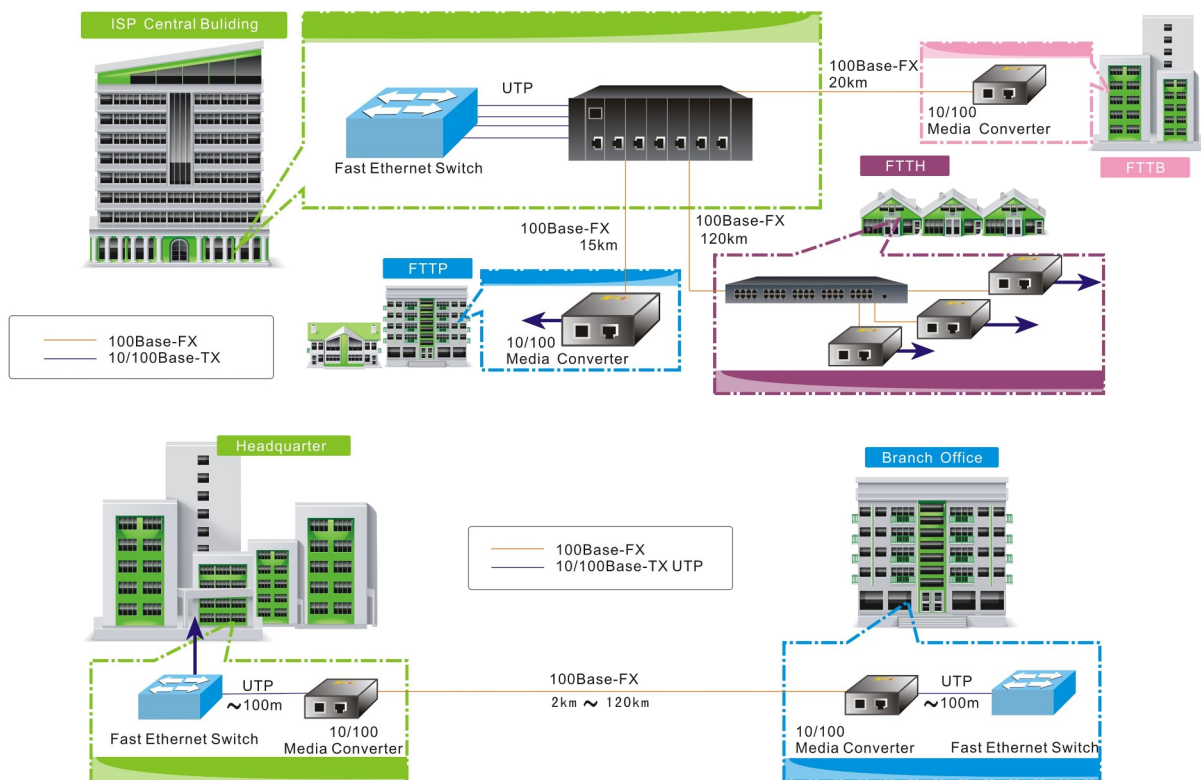 ISP Central Buliding
UTP
Fast Ethernet Switch
100Base-FX
20km
10/100
Media Converter
FTTB
FTTH
100Base-FX
15km
100Base-FX
120km
FTTP
10/100
Media Converter
100Base-FX
10/100Base-TX
Headquarter
Branch Office
100Base-FX
10/100Base-TX UTP
UTP
~100m
Fast Ethernet Switch
10/100
Media Converter
100Base-FX
2km ~ 120km
10/100
Media Converter
UTP
~100m
Fast Ethernet Switch